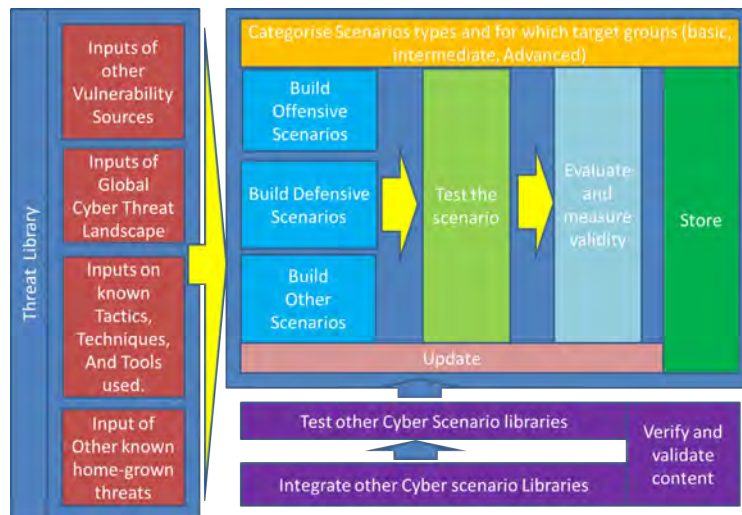 Threat Library
Inputs of
other
Vulnerability
Sources
Inputs of
Global
Cyber Threat
Landscape
Inputs on
known
Tactics,
Techniques,
And Tools
used.
Input of
Other known
home-grown
threats
Categorise Scenarios types and for which target groups (basic,
intermediate, Advanced)
Build
Offensive
Scenarios
Build Defensive
Scenarios
Build
Other
Scenarios
Test the
scenario
Evaluate
and
measure
validity
Store
Update
Test other Cyber Scenario libraries
Integrate other Cyber scenario Libraries
Verify and
validate
content